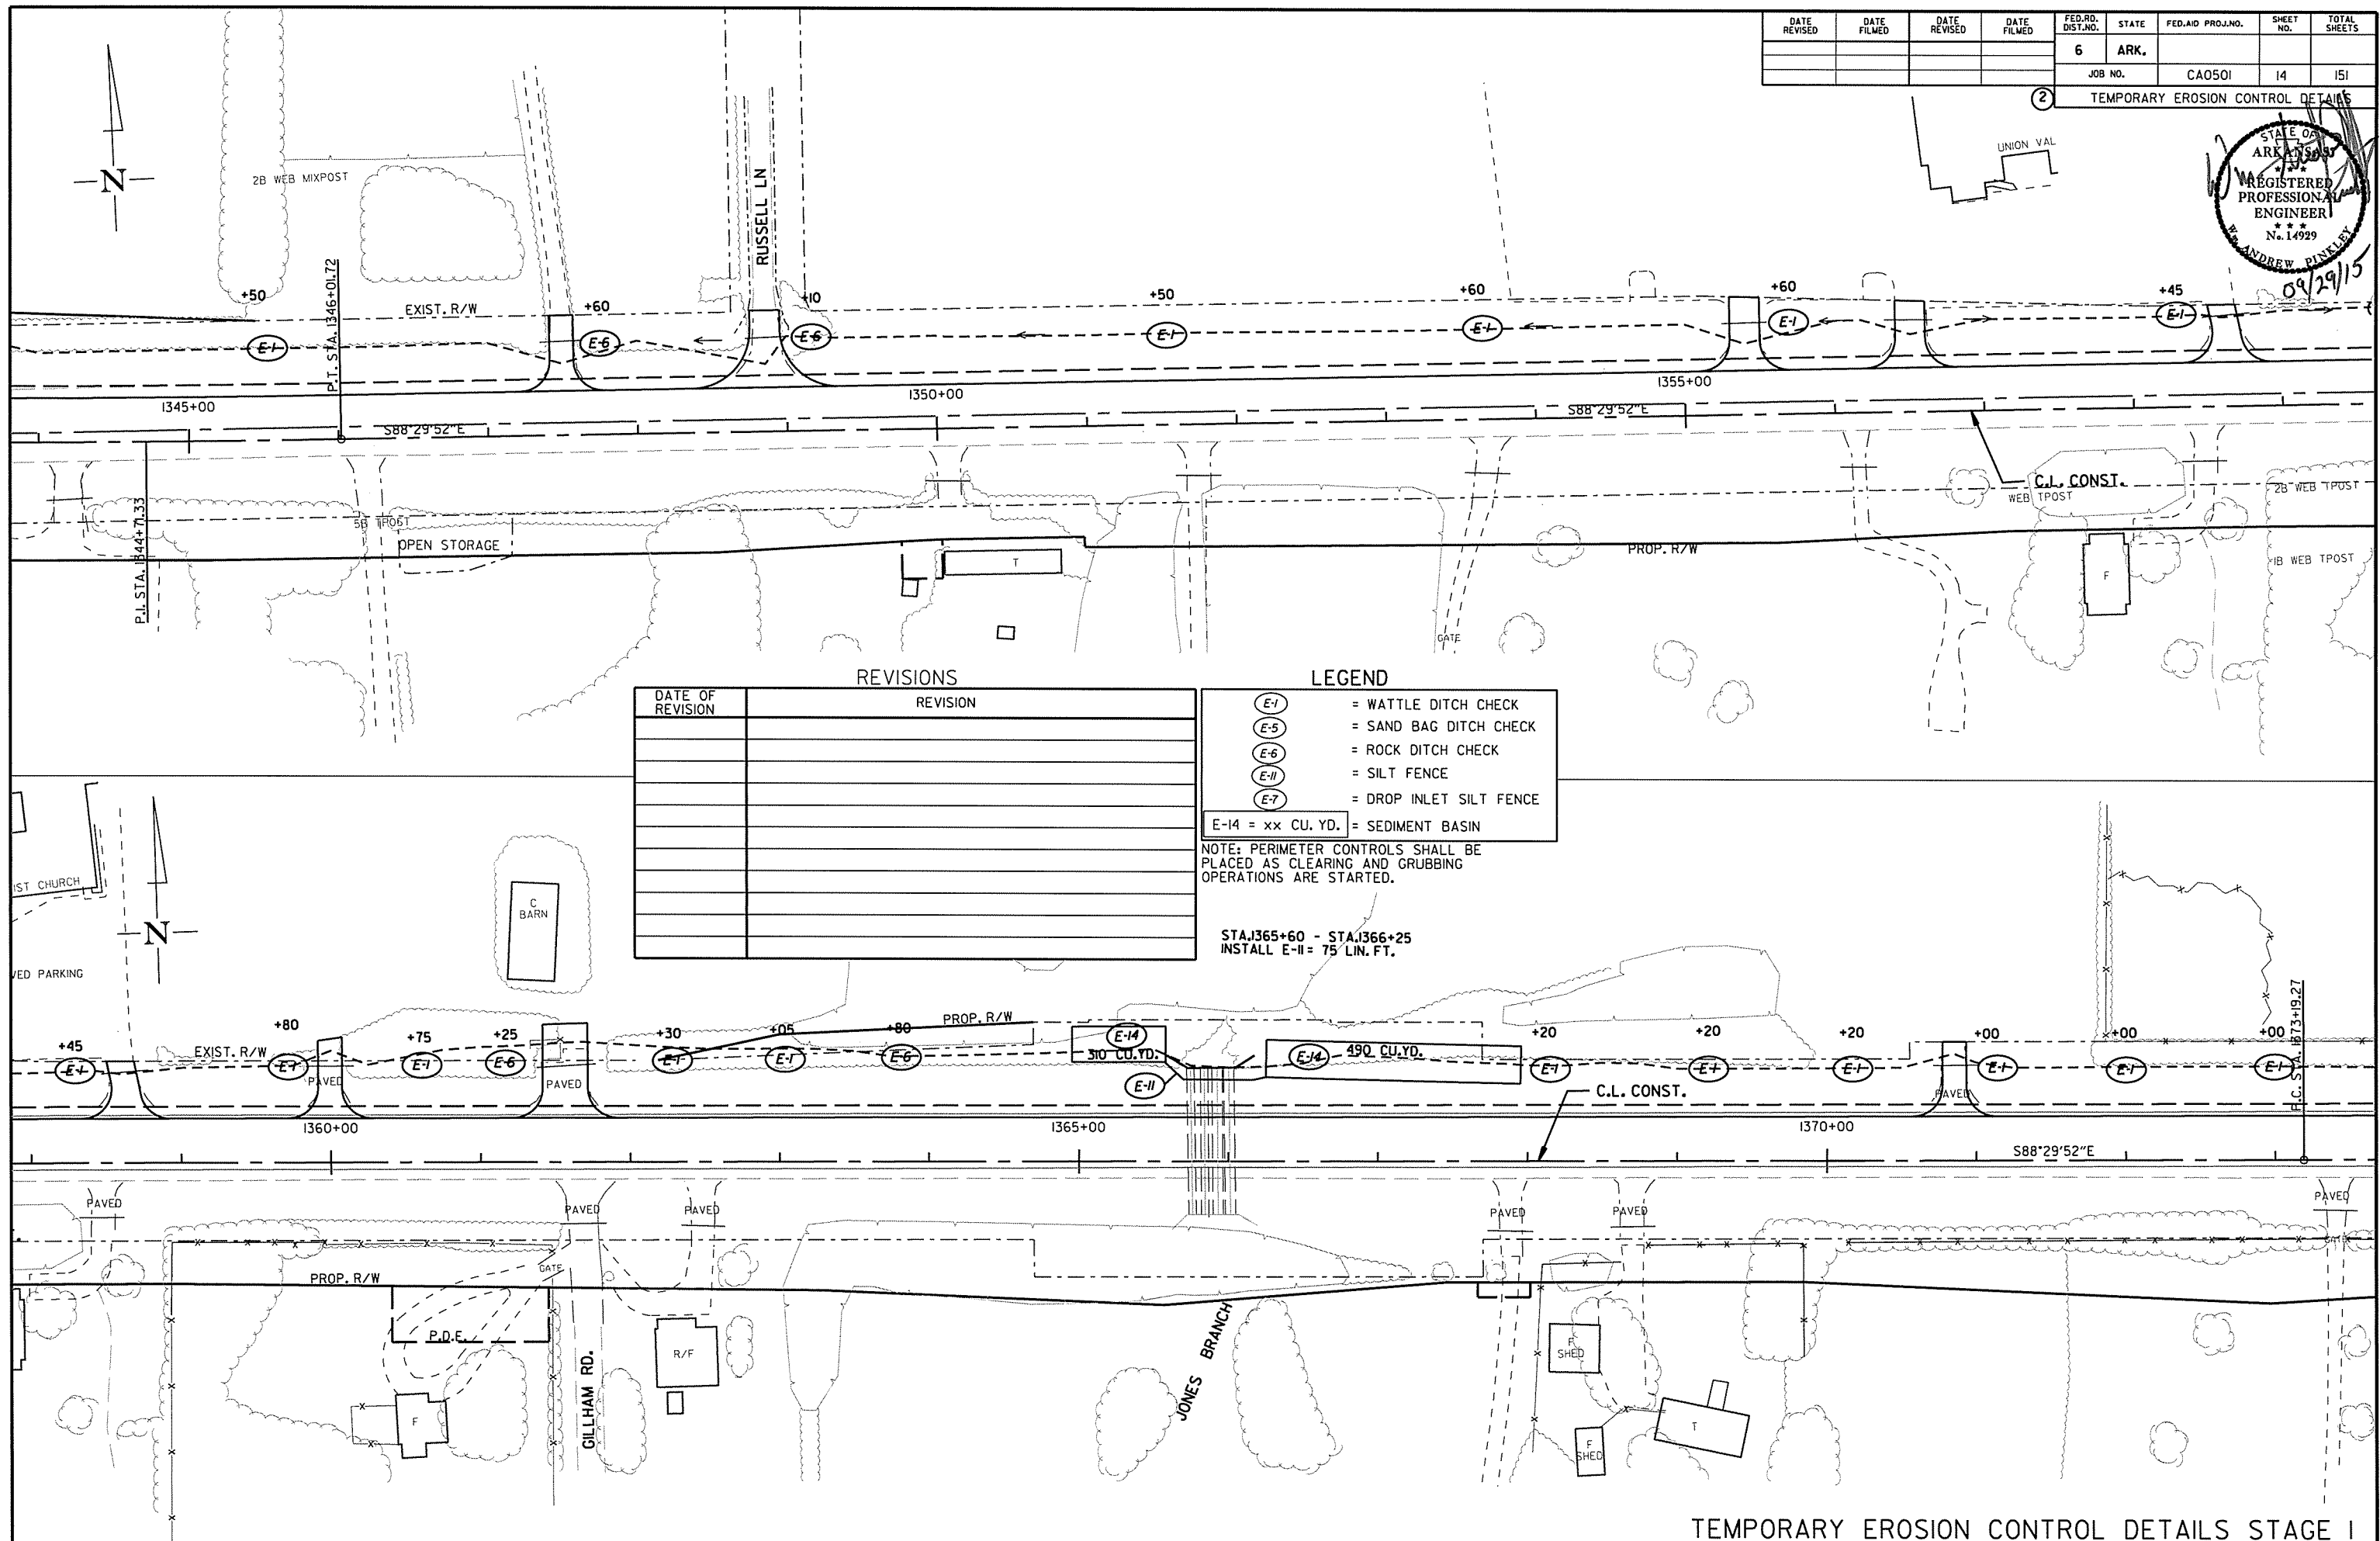 DATE REVISED
DATE FILMED
DATE REVISED
DATE FILMED
FED.RD. DIST.NO.
STATE
FED.AID PROJ.NO.
SHEET NO.
TOTAL SHEETS
6
ARK.
JOB NO.
CA0501
14
151
2
TEMPORARY EROSION CONTROL DETAILS
STATE OF
ARKANSAS
★ ★ ★
REGISTERED
PROFESSIONAL
ENGINEER
★ ★ ★
No. 14929
Wm. ANDREW PINKLEY
09/29/15
N
2B WEB MIXPOST
RUSSELL LN
UNION VAL
P.T. STA. 1346+01.72
+50
EXIST. R/W
+60
+10
+50
+60
+60
+45
E-1
E-6
E-6
E-1
E-1
E-1
E-1
1345+00
1350+00
1355+00
S88°29'52"E
S88°29'52"E
C.L. CONST.
P.I. STA. 1344+71.33
5B TPOST
OPEN STORAGE
T
PROP. R/W
WEB TPOST
2B WEB TPOST
1B WEB TPOST
F
GATE
REVISIONS
DATE OF REVISION
REVISION
LEGEND
E-1 = WATTLE DITCH CHECK
E-5 = SAND BAG DITCH CHECK
E-6 = ROCK DITCH CHECK
E-11 = SILT FENCE
E-7 = DROP INLET SILT FENCE
E-14 = xx CU. YD. = SEDIMENT BASIN
NOTE: PERIMETER CONTROLS SHALL BE
PLACED AS CLEARING AND GRUBBING
OPERATIONS ARE STARTED.
STA.1365+60 - STA.1366+25
INSTALL E-11 = 75 LIN. FT.
IST CHURCH
N
VED PARKING
C
BARN
+45
EXIST. R/W
+80
+75
+25
+30
+05
+80
PROP. R/W
+20
+20
+20
+00
+00
+00
E-1
E-1
E-1
E-6
E-1
E-1
E-6
E-14
310 CU.YD.
E-11
E-14
490 CU.YD.
E-1
E-1
E-1
E-1
E-1
E-1
PAVED
PAVED
PAVED
C.L. CONST.
P.C. STA. 1373+19.27
1360+00
1365+00
1370+00
S88°29'52"E
PAVED
PAVED
PAVED
PAVED
PAVED
PAVED
GATE
GATE
PROP. R/W
P.D.E.
GILLHAM RD.
R/F
F
JONES BRANCH
F
SHED
F
SHED
T
TEMPORARY EROSION CONTROL DETAILS STAGE 1